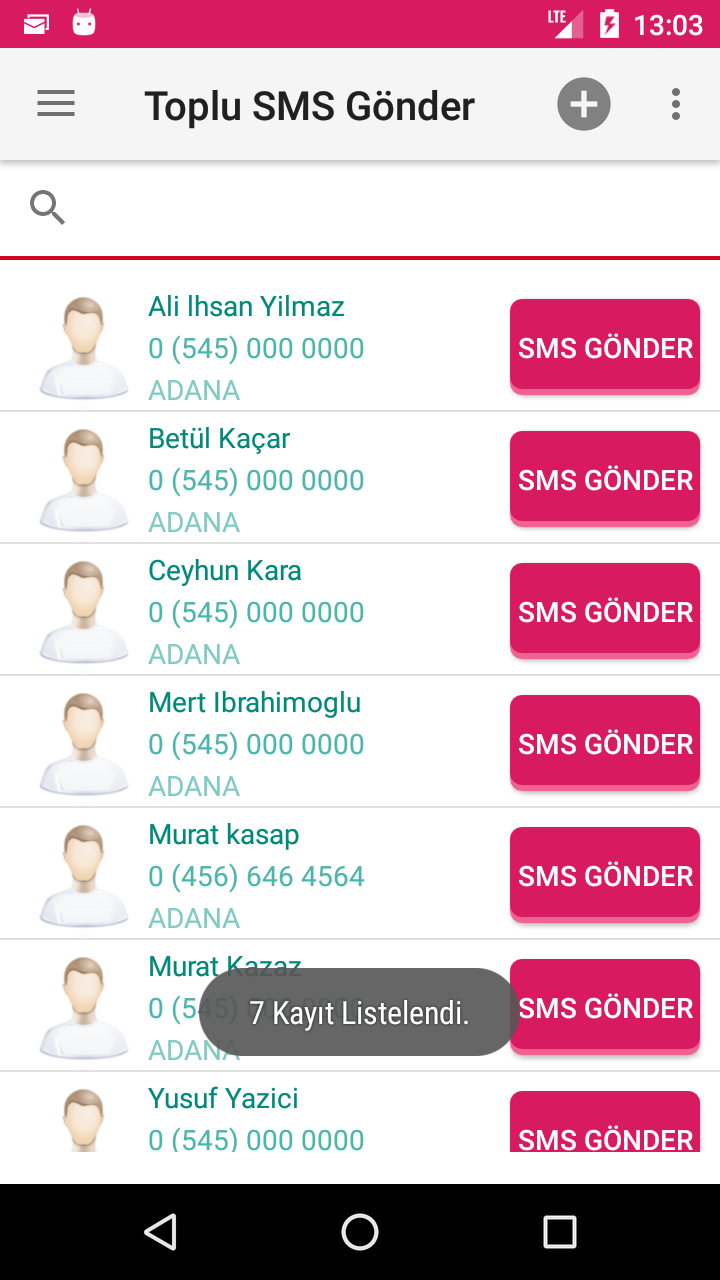 LTE 13:03
Toplu SMS Gönder
Ali lhsan Yilmaz
0 (545) 000 0000
SMS GÖNDER
ADANA
Betül Kaçar
0 (545) 000 0000
SMS GÖNDER
ADANA
Ceyhun Kara
0 (545) 000 0000
SMS GÖNDER
ADANA
Mert Ibrahimoglu
0 (545) 000 0000
SMS GÖNDER
ADANA
Murat kasap
0 (456) 646 4564
SMS GÖNDER
ADANA
Murat Kazaz
0 (545) 000 0000
SMS GÖNDER
7 Kayıt Listelendi.
ADANA
Yusuf Yazici
0 (545) 000 0000
SMS GÖNDER